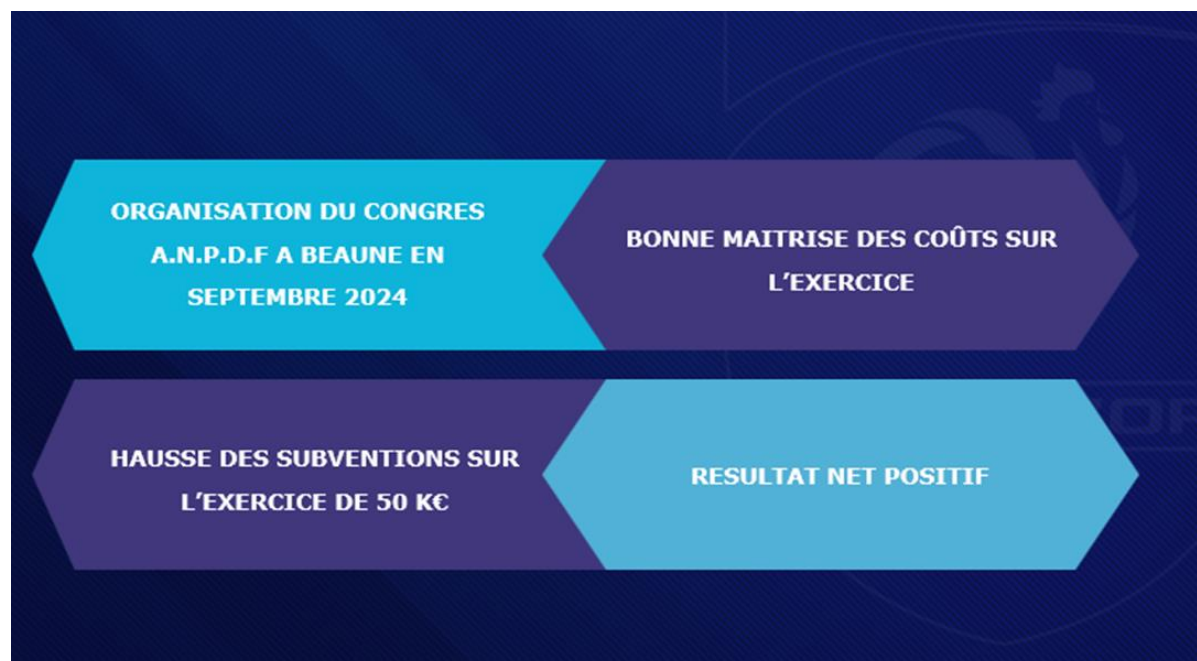 ORGANISATION DU CONGRES
A.N.P.D.F A BEAUNE EN
SEPTEMBRE 2024
BONNE MAITRISE DES COÛTS SUR
L’EXERCICE
HAUSSE DES SUBVENTIONS SUR
L’EXERCICE DE 50 K€
RESULTAT NET POSITIF